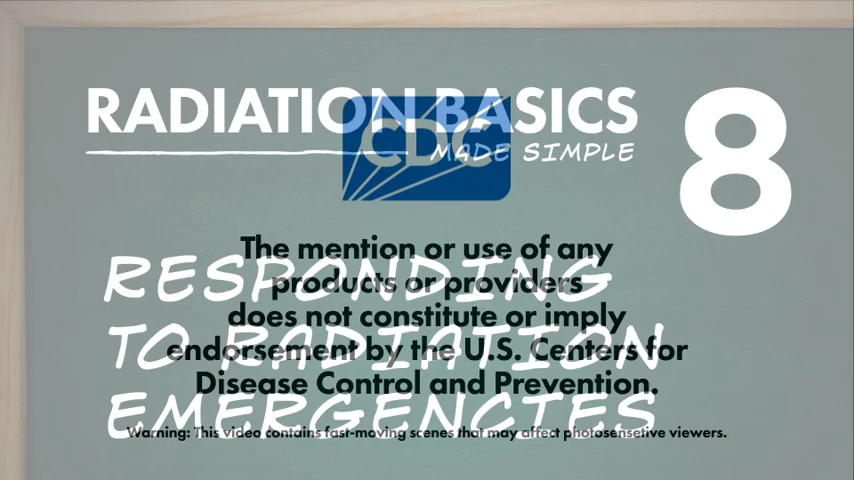 RADIATION BASICS
MADE SIMPLE
8
CDC
RESPONDING
TO RADIATION
EMERGENCIES
The mention or use of any
products or providers
does not constitute or imply
endorsement by the U.S. Centers for
Disease Control and Prevention.
Warning: This video contains fast-moving scenes that may affect photosensetive viewers.